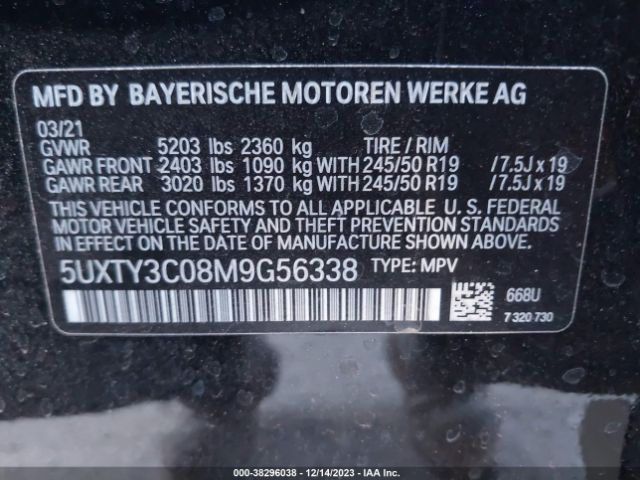 MFD BY BAYERISCHE MOTOREN WERKE AG
03/21
GVWR 5203 lbs 2360 kg TIRE / RIM
GAWR FRONT 2403 lbs 1090 kg WITH 245/50 R19 / 7.5J x 19
GAWR REAR 3020 lbs 1370 kg WITH 245/50 R19 / 7.5J x 19
THIS VEHICLE CONFORMS TO ALL APPLICABLE U. S. FEDERAL
MOTOR VEHICLE SAFETY AND THEFT PREVENTION STANDARDS
IN EFFECT ON THE DATE OF MANUFACTURE SHOWN ABOVE.
5UXTY3C08M9G56338 TYPE: MPV
668U
7 320 730
000-38296038 - 12/14/2023 - IAA Inc.